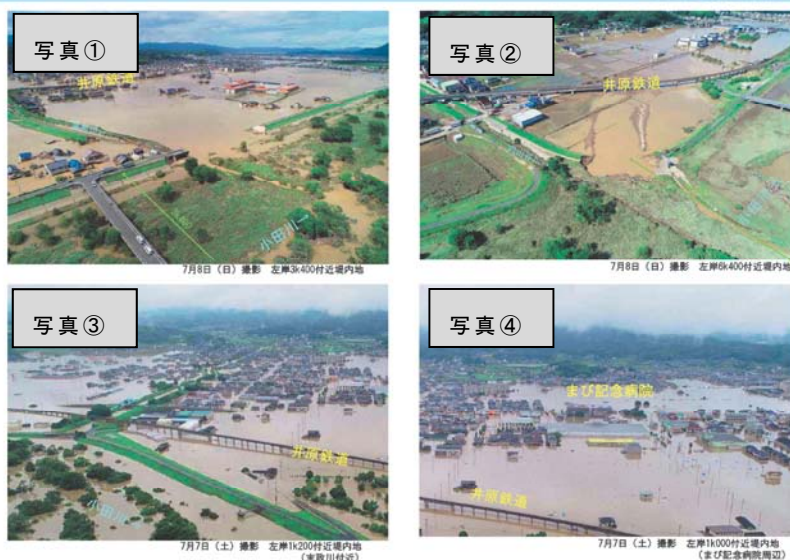 写真①
井原鉄道
小田川→
7月8日（日）撮影 左岸3k400付近堤内地
写真②
井原鉄道
小田川→
7月8日（日）撮影 左岸6k400付近堤内地
写真③
井原鉄道
小田川→
7月7日（土）撮影 左岸1k200付近堤内地
（末政川付近）
写真④
まび記念病院
井原鉄道
7月7日（土）撮影 左岸1k000付近堤内地
（まび記念病院周辺）